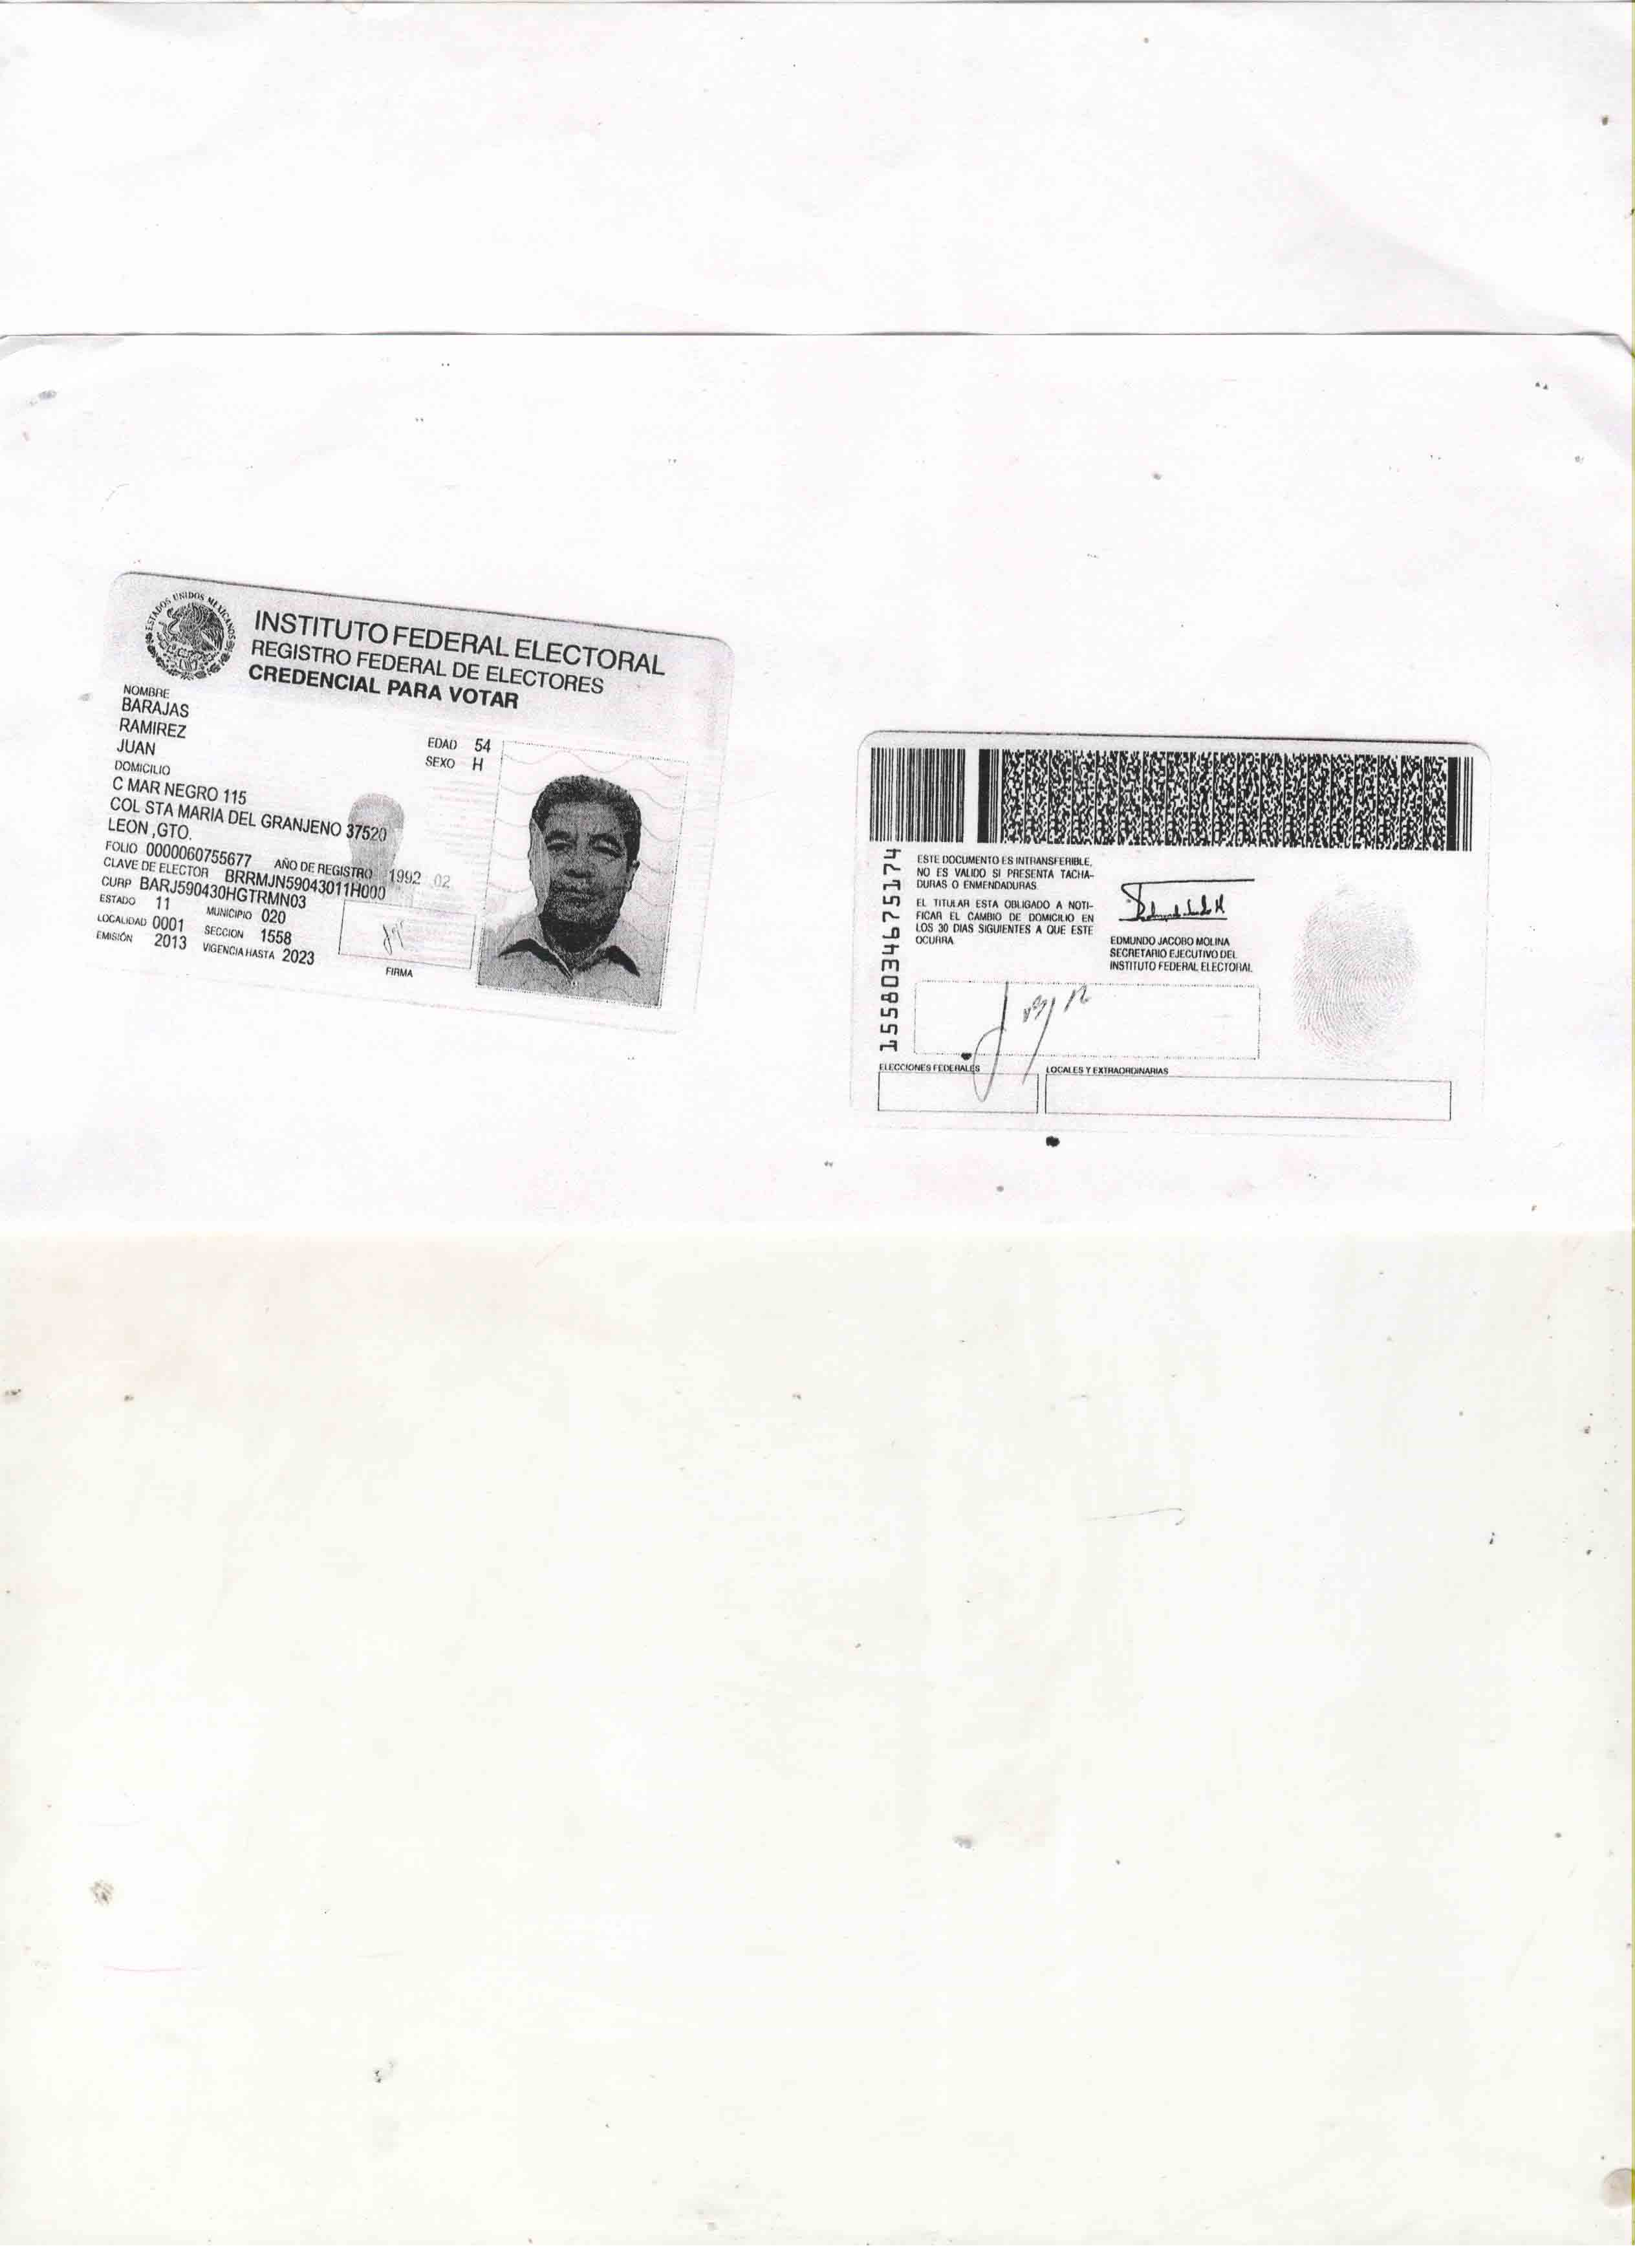 ESTADOS UNIDOS MEXICANOS
INSTITUTO FEDERAL ELECTORAL
REGISTRO FEDERAL DE ELECTORES
CREDENCIAL PARA VOTAR
NOMBRE
BARAJAS
RAMIREZ
JUAN
EDAD 54
SEXO H
DOMICILIO
C MAR NEGRO 115
COL STA MARIA DEL GRANJENO 37520
LEON ,GTO.
FOLIO 0000060755677 AÑO DE REGISTRO 1992 02
CLAVE DE ELECTOR BRRMJN59043011H000
CURP BARJ590430HGTRMN03
ESTADO 11 MUNICIPIO 020
LOCALIDAD 0001 SECCION 1558
EMISIÓN 2013 VIGENCIA HASTA 2023
FIRMA
1558034675174
ESTE DOCUMENTO ES INTRANSFERIBLE,
NO ES VALIDO SI PRESENTA TACHA-
DURAS O ENMENDADURAS.
EL TITULAR ESTA OBLIGADO A NOTI-
FICAR EL CAMBIO DE DOMICILIO EN
LOS 30 DIAS SIGUIENTES A QUE ESTE
OCURRA
EDMUNDO JACOBO MOLINA
SECRETARIO EJECUTIVO DEL
INSTITUTO FEDERAL ELECTORAL
ELECCIONES FEDERALES
LOCALES Y EXTRAORDINARIAS